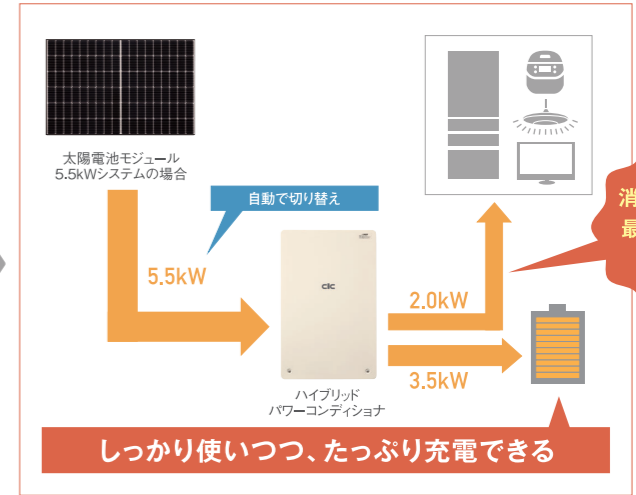 太陽電池モジュール
5.5kWシステムの場合
自動で切り替え
5.5kW
CIC
2.0kW
3.5kW
ハイブリッド
パワーコンディショナ
消
最
しっかり使いつつ、たっぷり充電できる